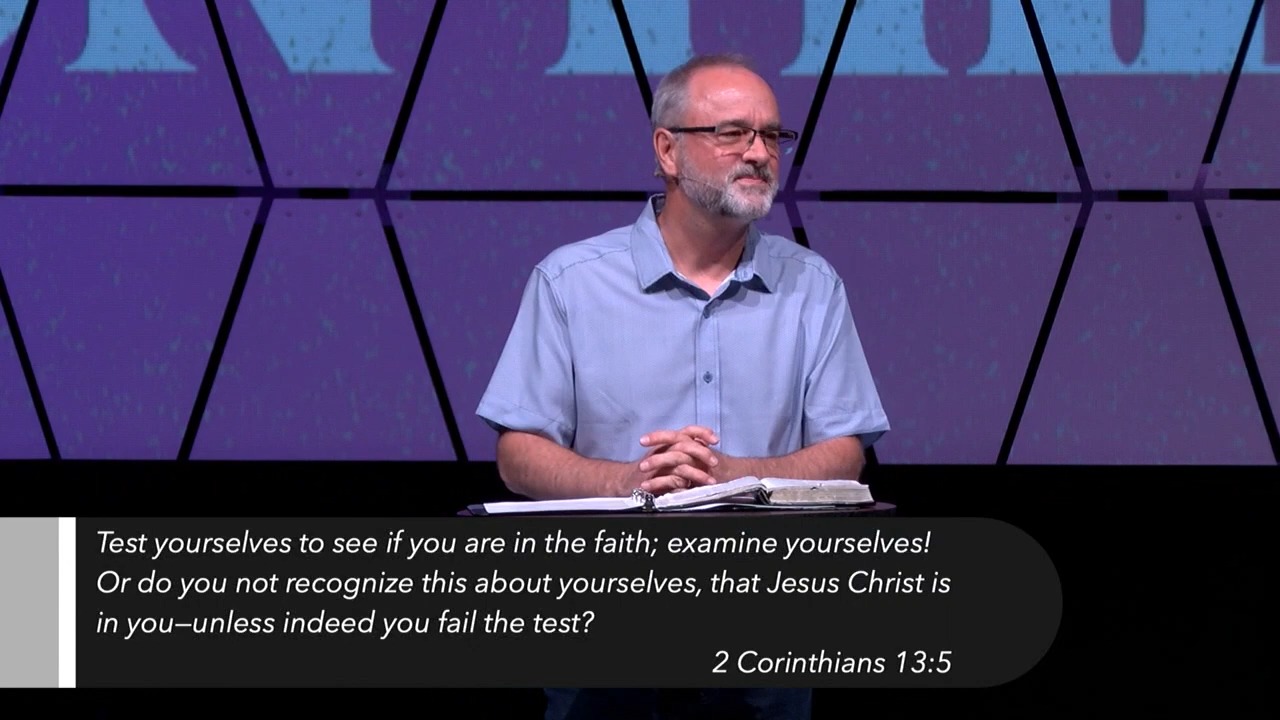 Test yourselves to see if you are in the faith; examine yourselves!
Or do you not recognize this about yourselves, that Jesus Christ is
in you—unless indeed you fail the test?
2 Corinthians 13:5